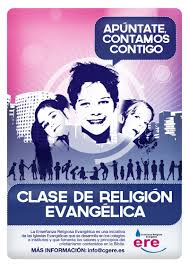 APÚNTATE,
CONTAMOS
CONTIGO
CLASE DE RELIGIÓN
EVANGÉLICA
La Enseñanza Religiosa Evangélica es una iniciativa
de las Iglesias Evangélicas que se desarrolla en los colegios
e institutos y que fomenta los valores y principios del
cristianismo contenidos en la Biblia.
MÁS INFORMACIÓN: info@cgere.es
ere